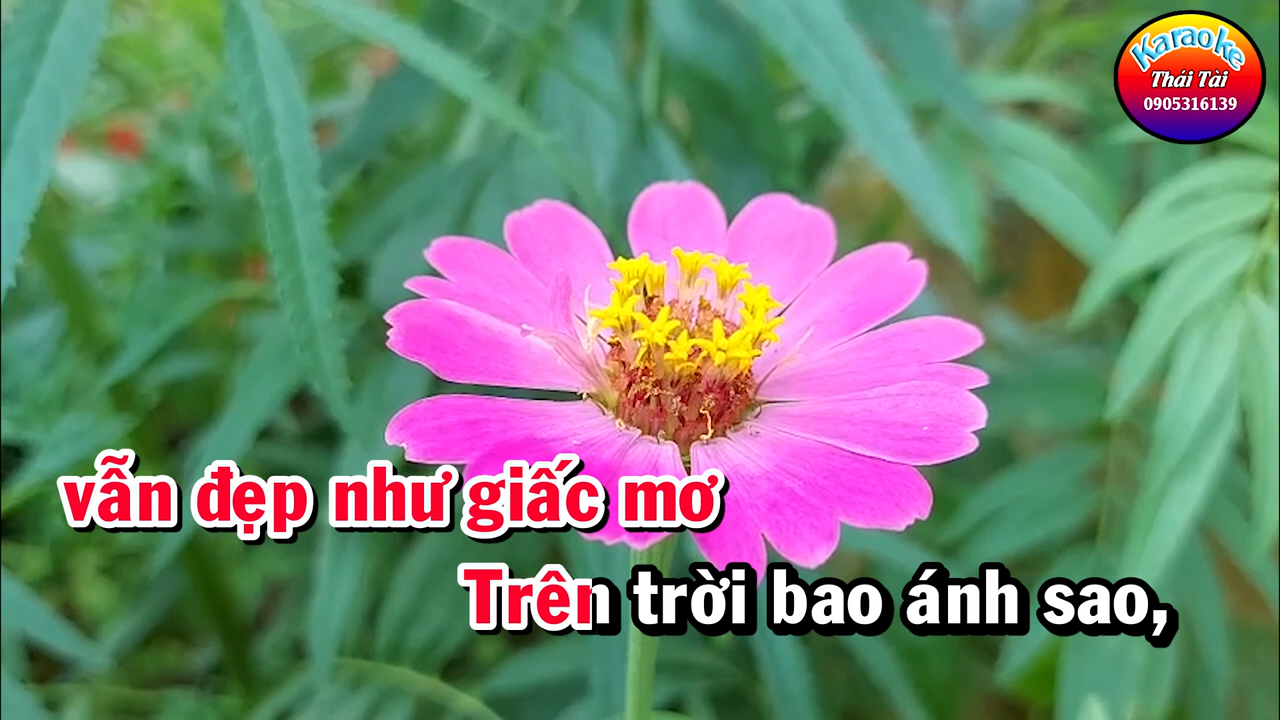 Karaoke
Thái Tài
0905316139
vẫn đẹp như giấc mơ
Trên trời bao ánh sao,